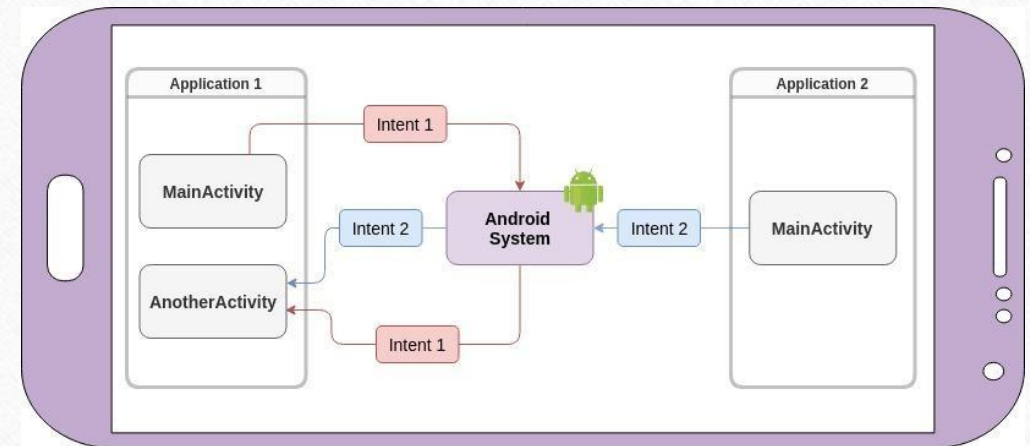 Application 1
Application 2
Intent 1
MainActivity
Android
System
Intent 2
Intent 2
MainActivity
AnotherActivity
Intent 1